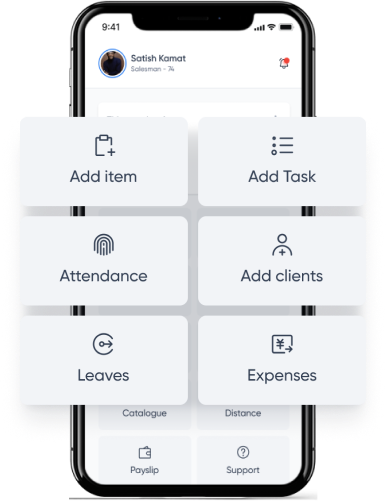 9:41
Satish Kamat
Salesman - 74
Add item
Add Task
Attendance
Add clients
Leaves
Expenses
Catalogue
Distance
Payslip
Support